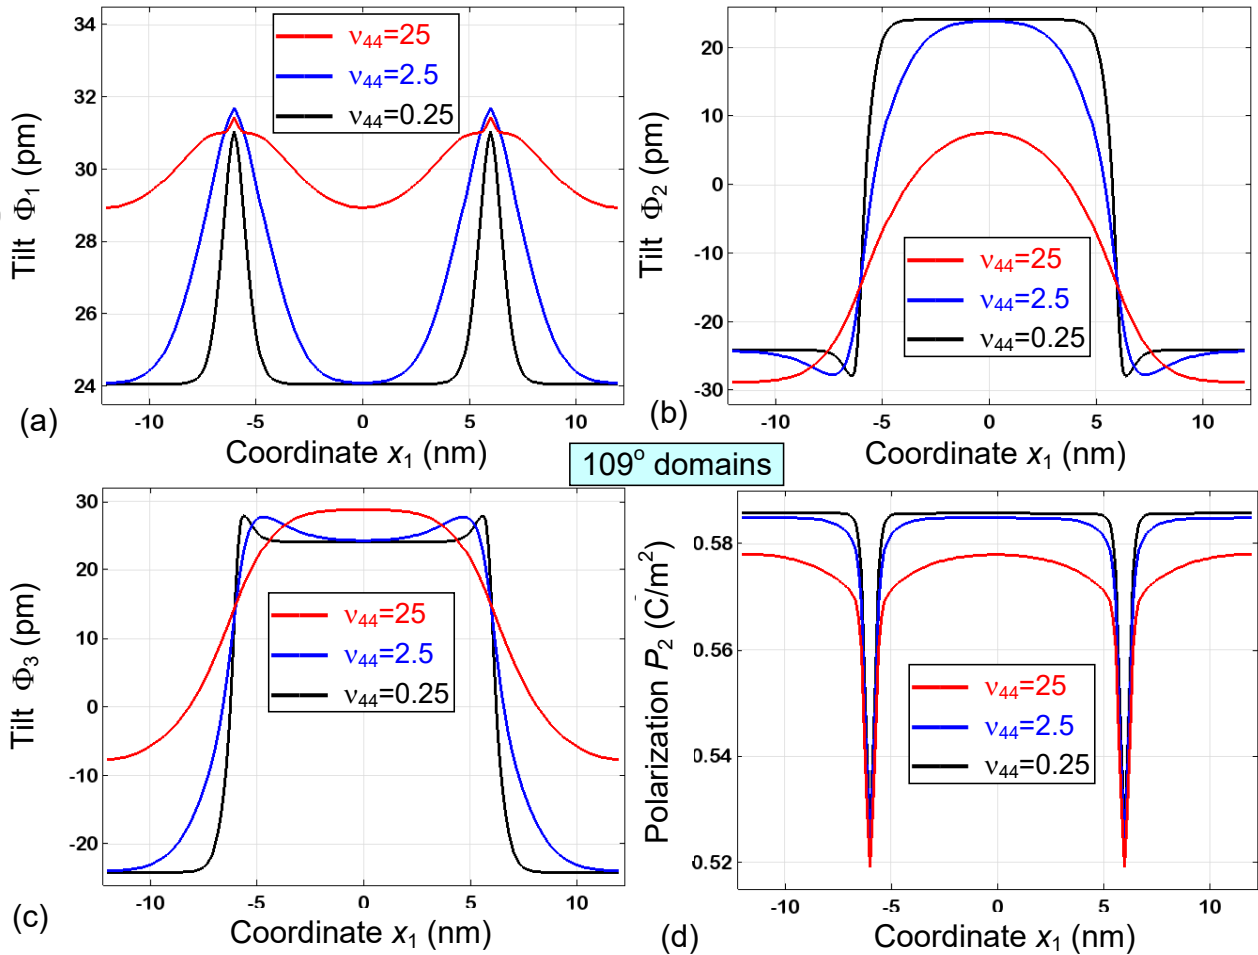 34
32
30
28
26
24
-10
-5
0
5
10
Tilt Φ₁ (pm)
Coordinate x₁ (nm)
ν₄₄=25
ν₄₄=2.5
ν₄₄=0.25
(a)
20
10
0
-10
-20
-30
-10
-5
0
5
10
Tilt Φ₂ (pm)
Coordinate x₁ (nm)
ν₄₄=25
ν₄₄=2.5
ν₄₄=0.25
(b)
109° domains
30
20
10
0
-10
-20
-10
-5
0
5
10
Tilt Φ₃ (pm)
Coordinate x₁ (nm)
ν₄₄=25
ν₄₄=2.5
ν₄₄=0.25
(c)
0.58
0.56
0.54
0.52
-10
-5
0
5
10
Polarization P₂ (C/m²)
Coordinate x₁ (nm)
ν₄₄=25
ν₄₄=2.5
ν₄₄=0.25
(d)